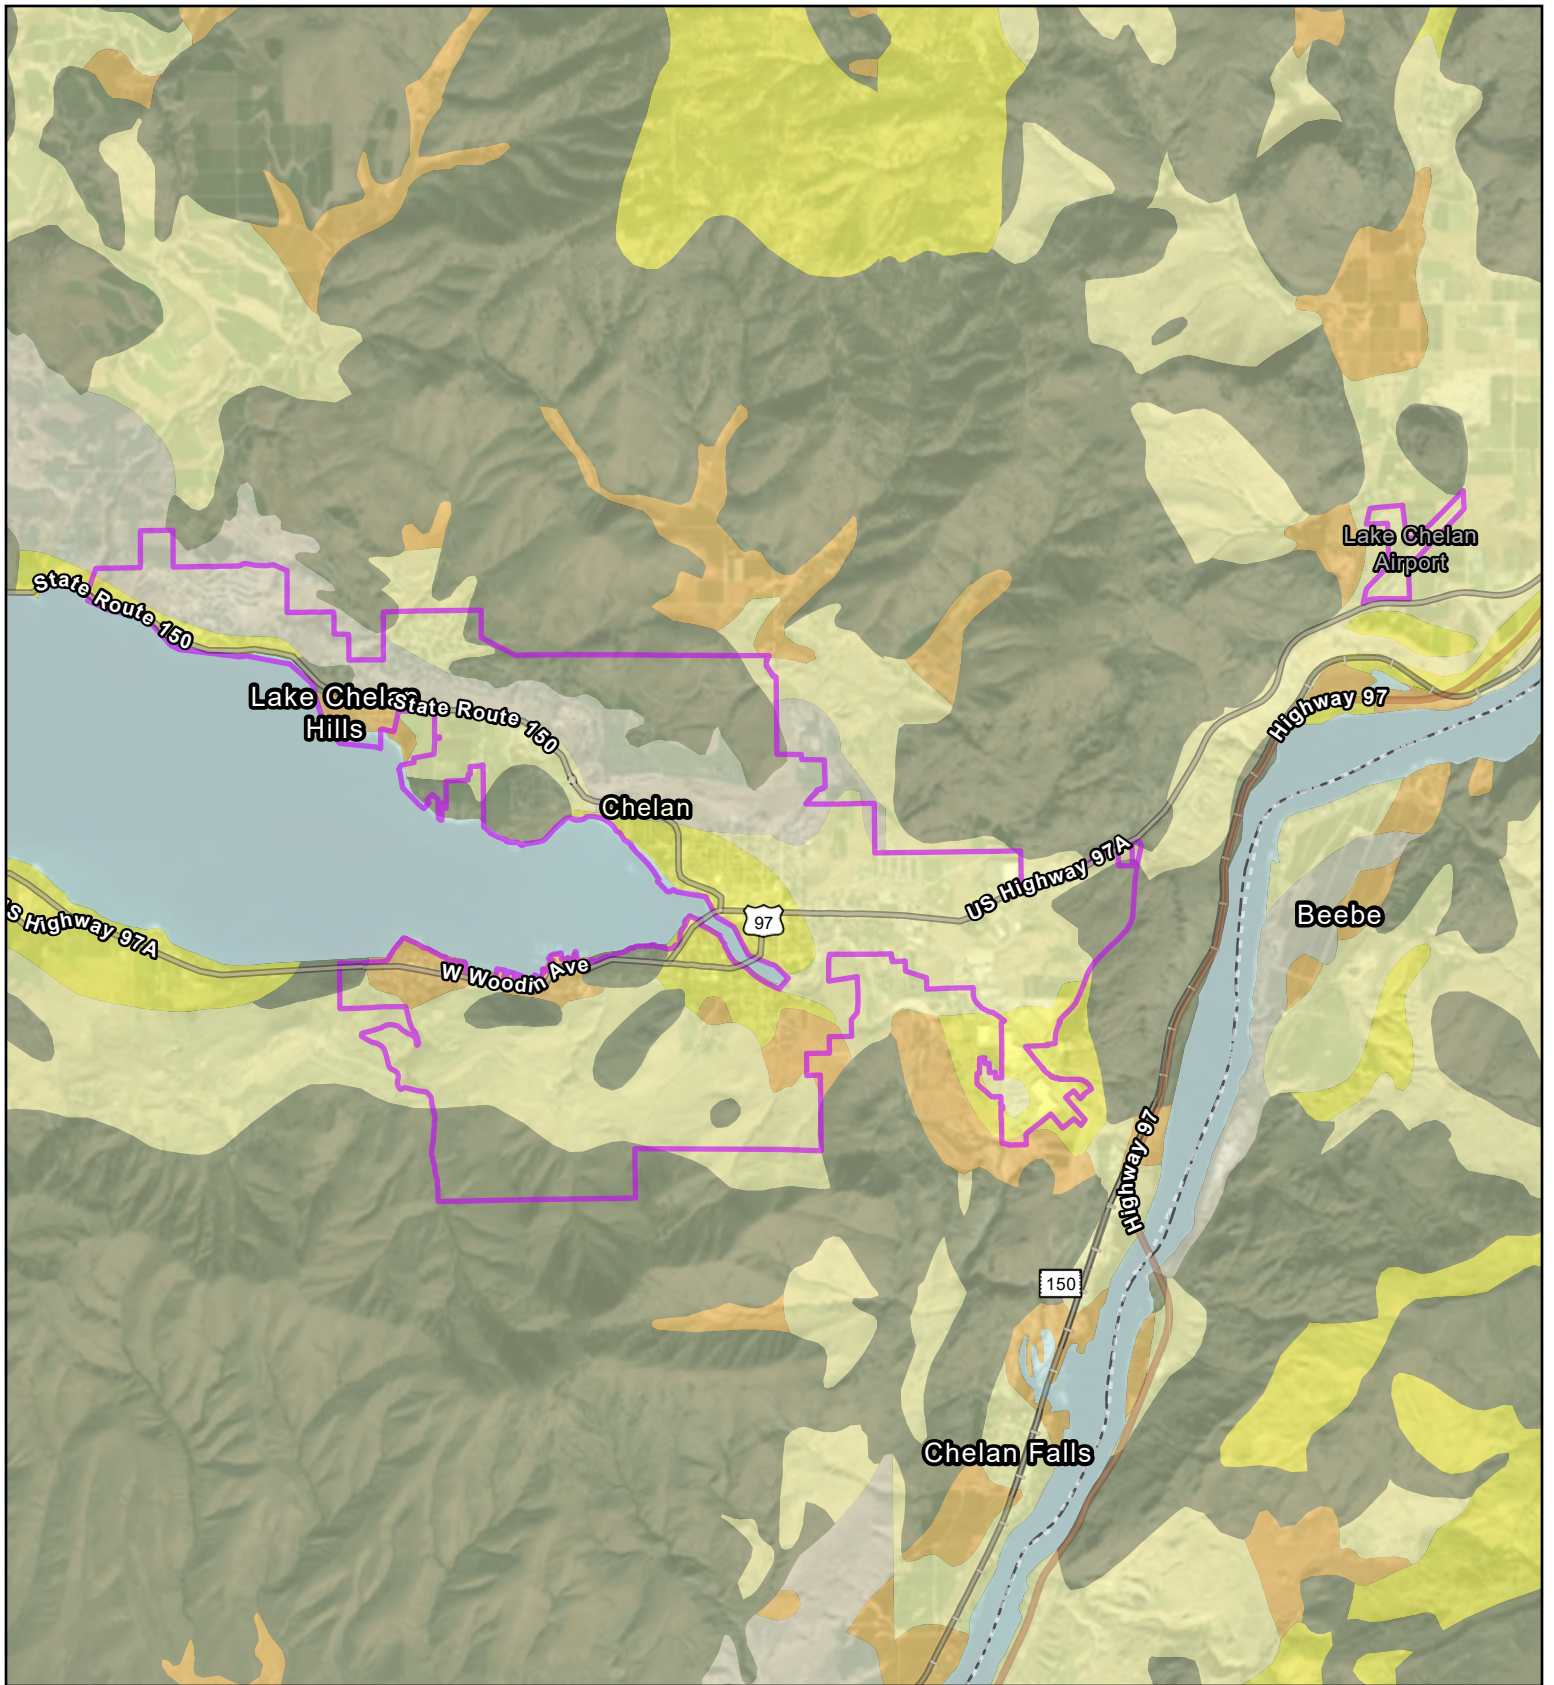 Lake Chelan
Airport
State Route 150
Lake Chelan
Hills
State Route 150
Highway 97
Chelan
US Highway 97A
97
Beebe
US Highway 97A
W Woodin Ave
Highway 97
150
Chelan Falls